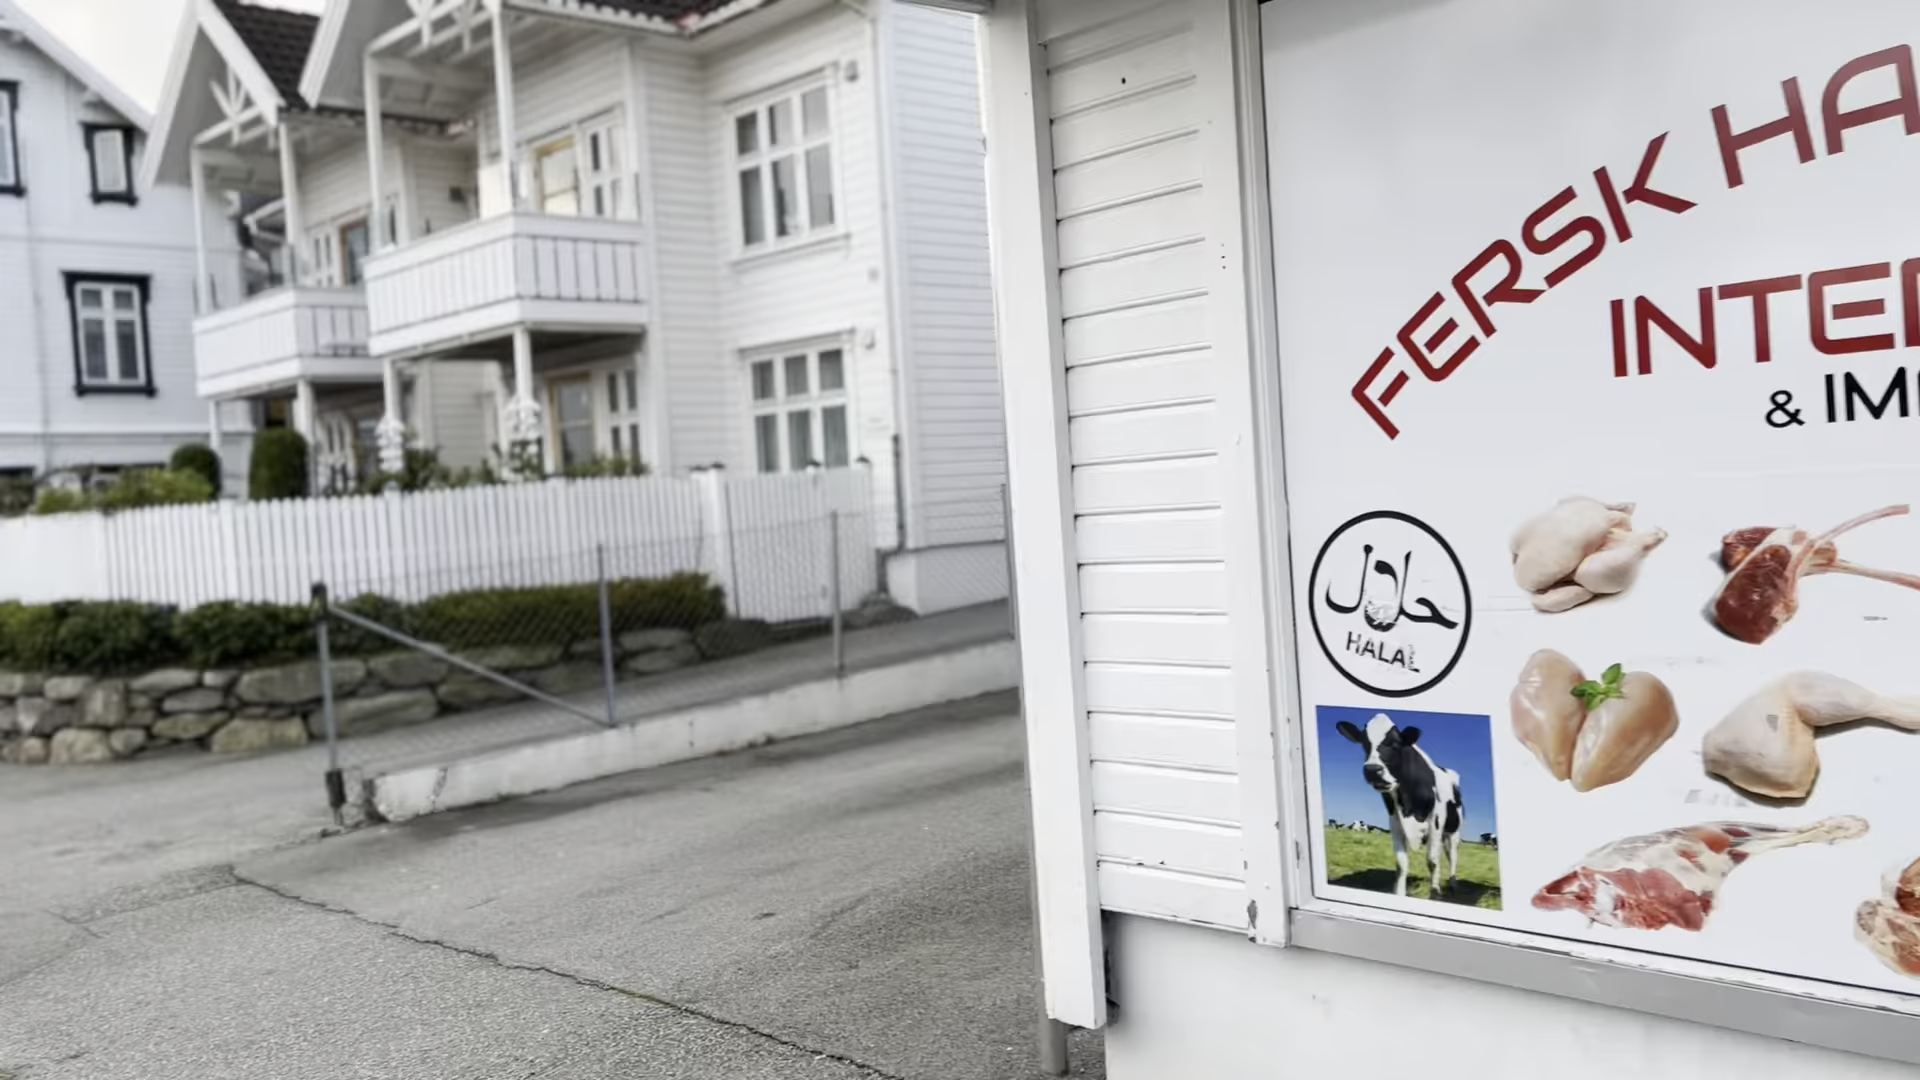 FERSK HA
INTE
& IM
حلال
HALAL